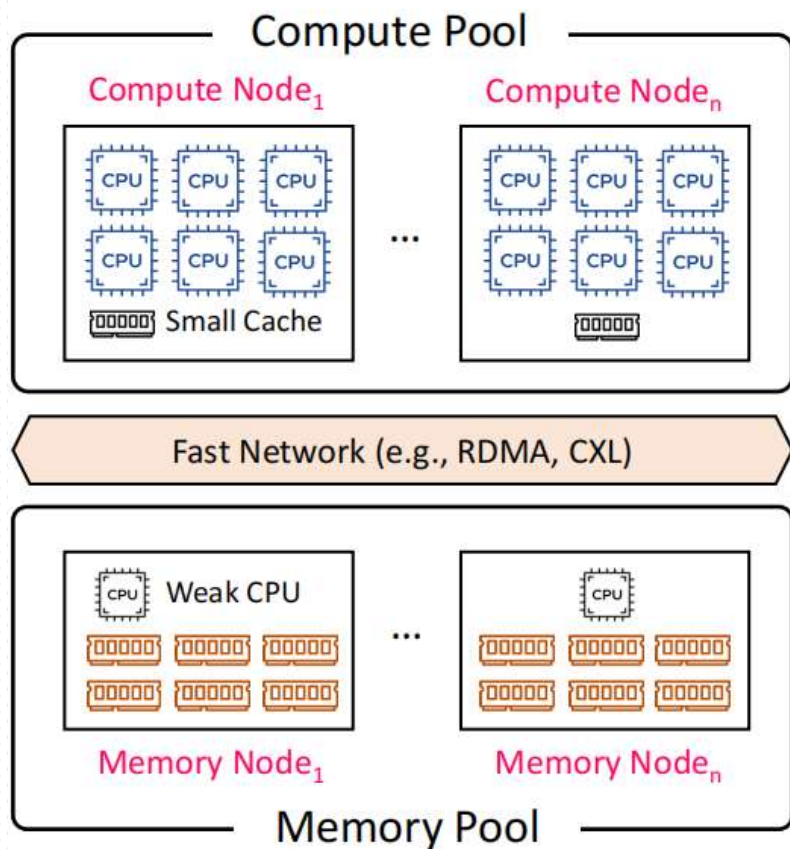 Compute Pool
Compute Node₁
Compute Nodeₙ
CPU CPU CPU
CPU CPU CPU
CPU CPU CPU
CPU CPU CPU
...
Small Cache
Fast Network (e.g., RDMA, CXL)
CPU Weak CPU
...
CPU
Memory Node₁
Memory Nodeₙ
Memory Pool